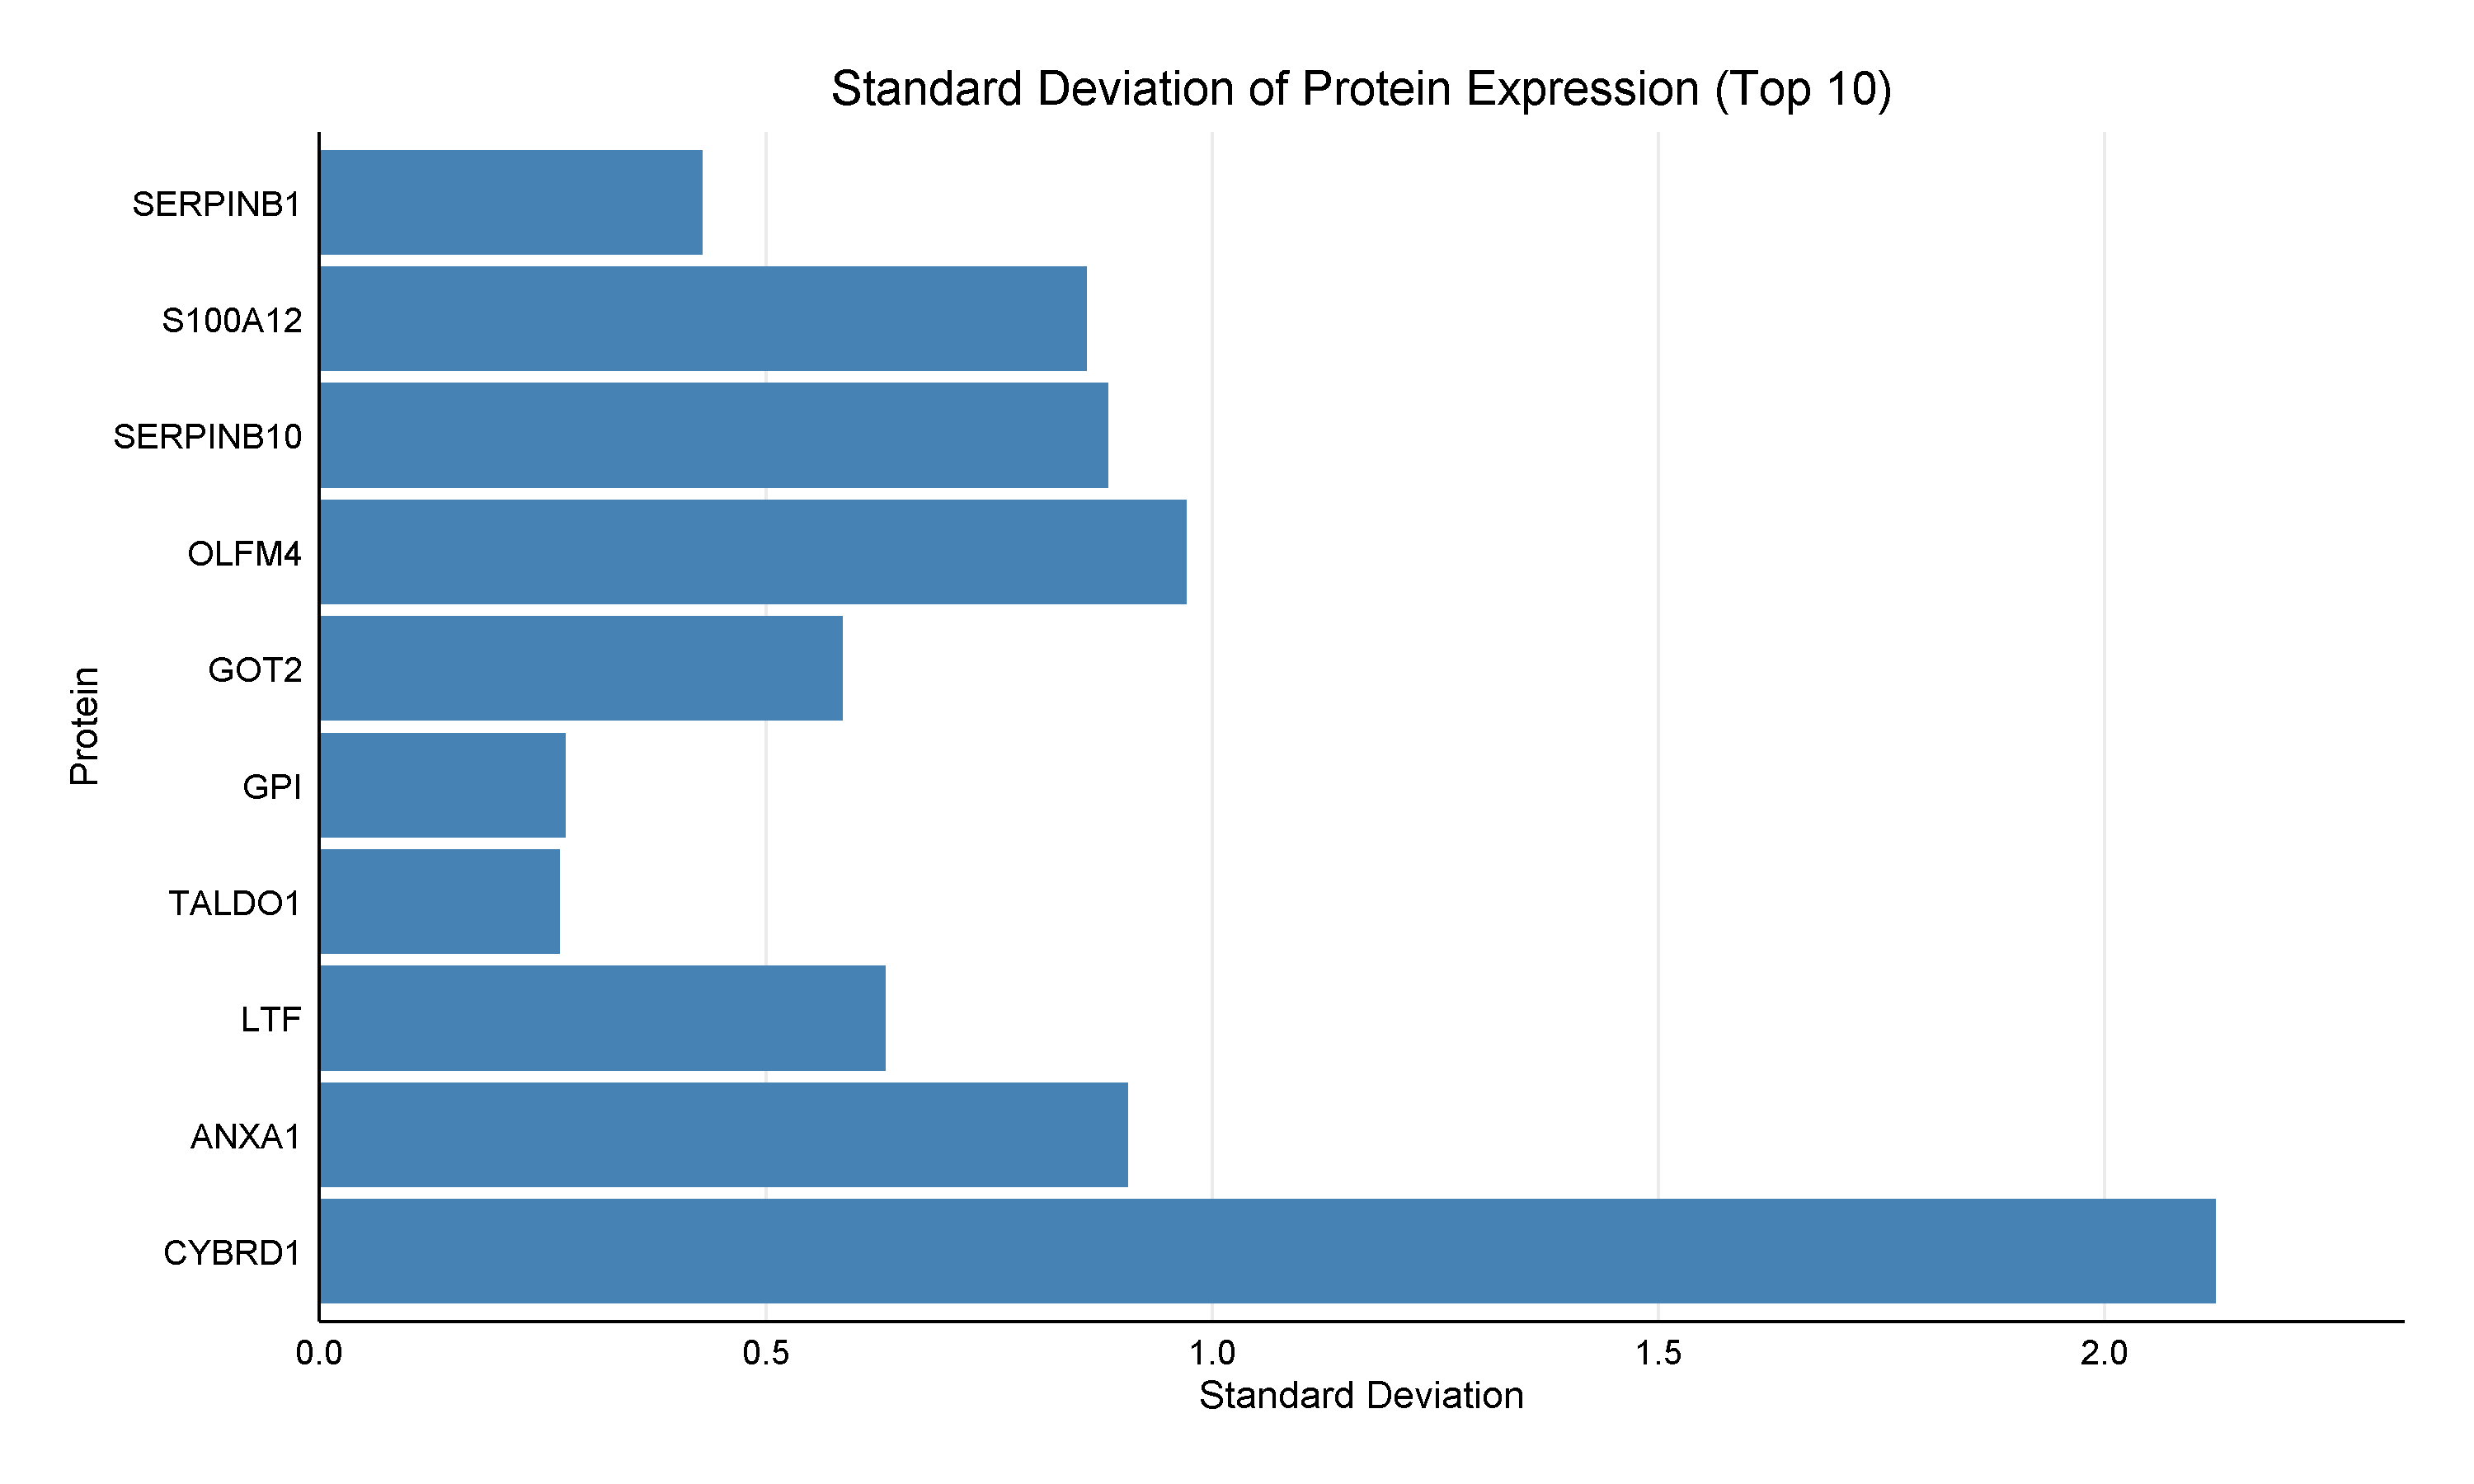 Standard Deviation of Protein Expression (Top 10)
SERPINB1
S100A12
SERPINB10
OLFM4
GOT2
GPI
TALDO1
LTF
ANXA1
CYBRD1
Protein
0.0 0.5 1.0 1.5 2.0
Standard Deviation